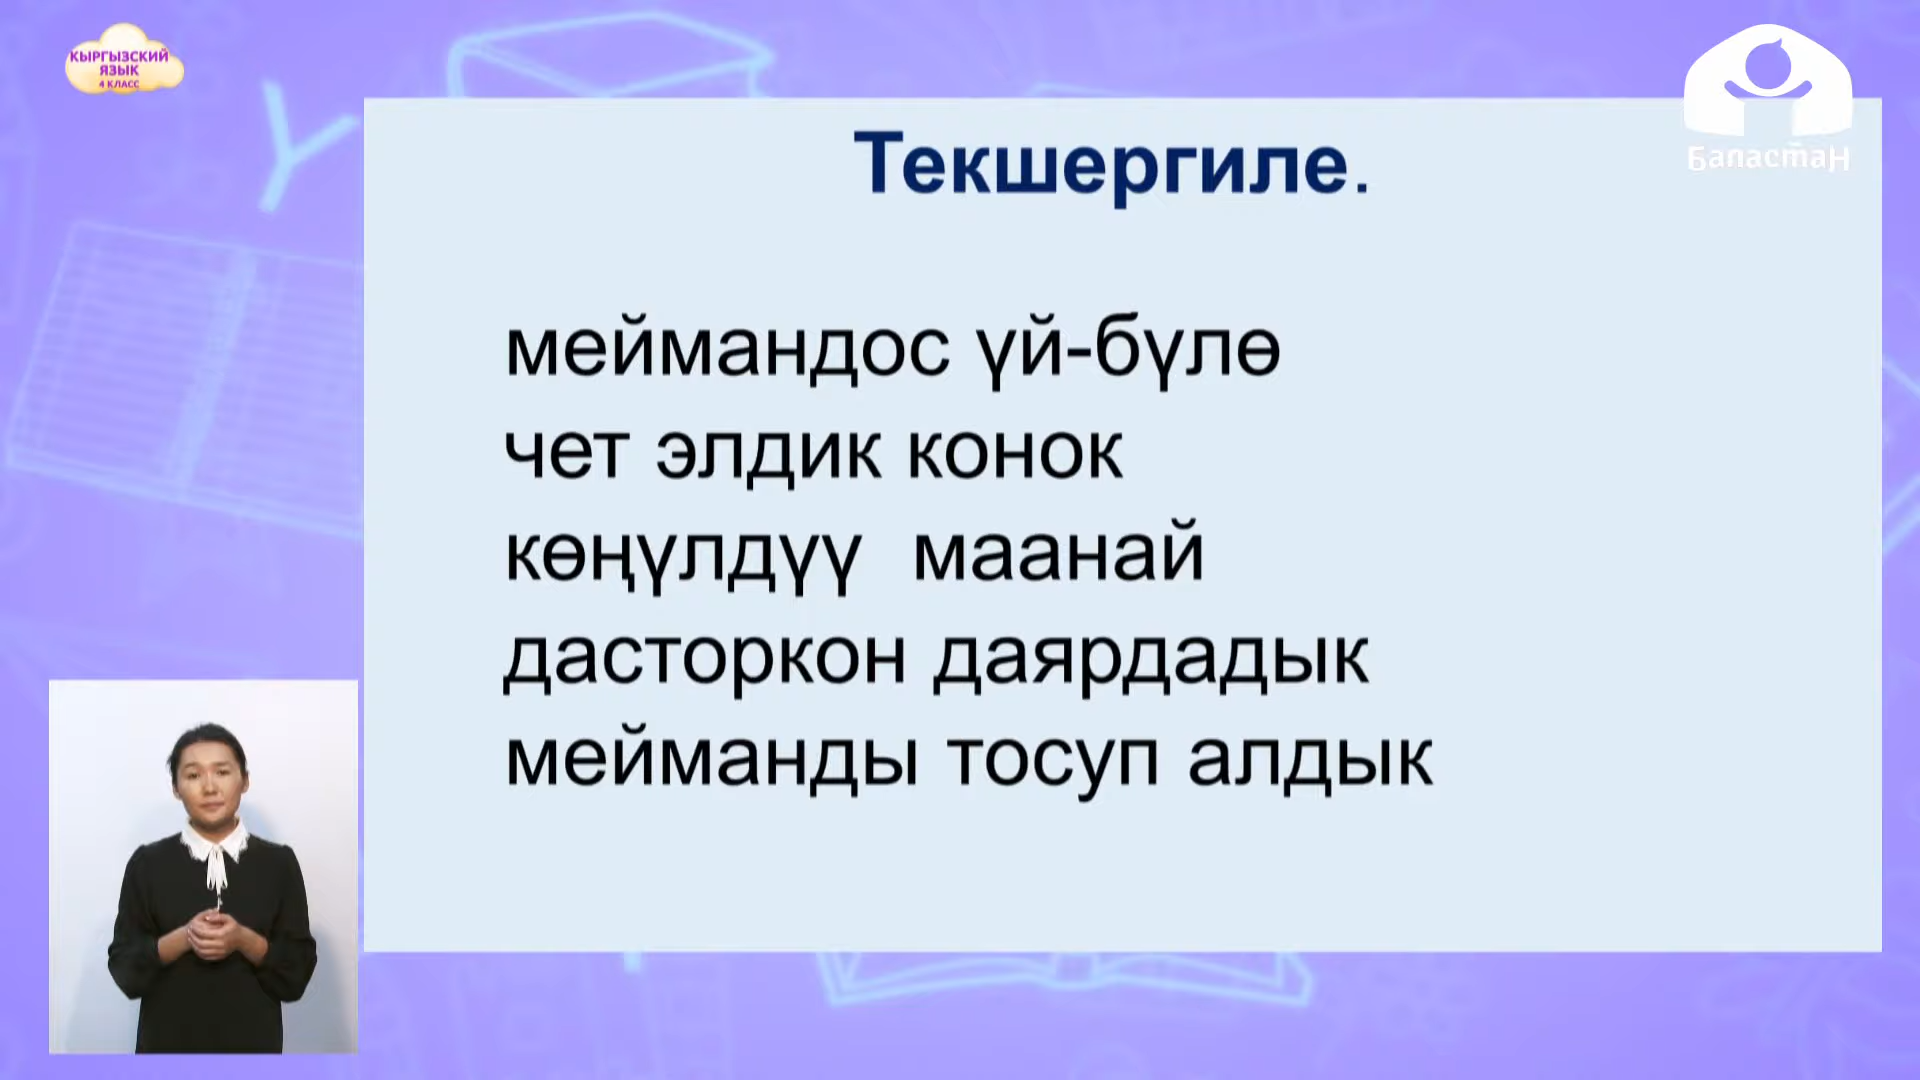 КЫРГЫЗСКИЙ
ЯЗЫК
4 КЛАСС
Баластан
Текшергиле.
меймандос үй-бүлө
чет элдик конок
көңүлдүү маанай
дасторкон даярдадык
мейманды тосуп алдык